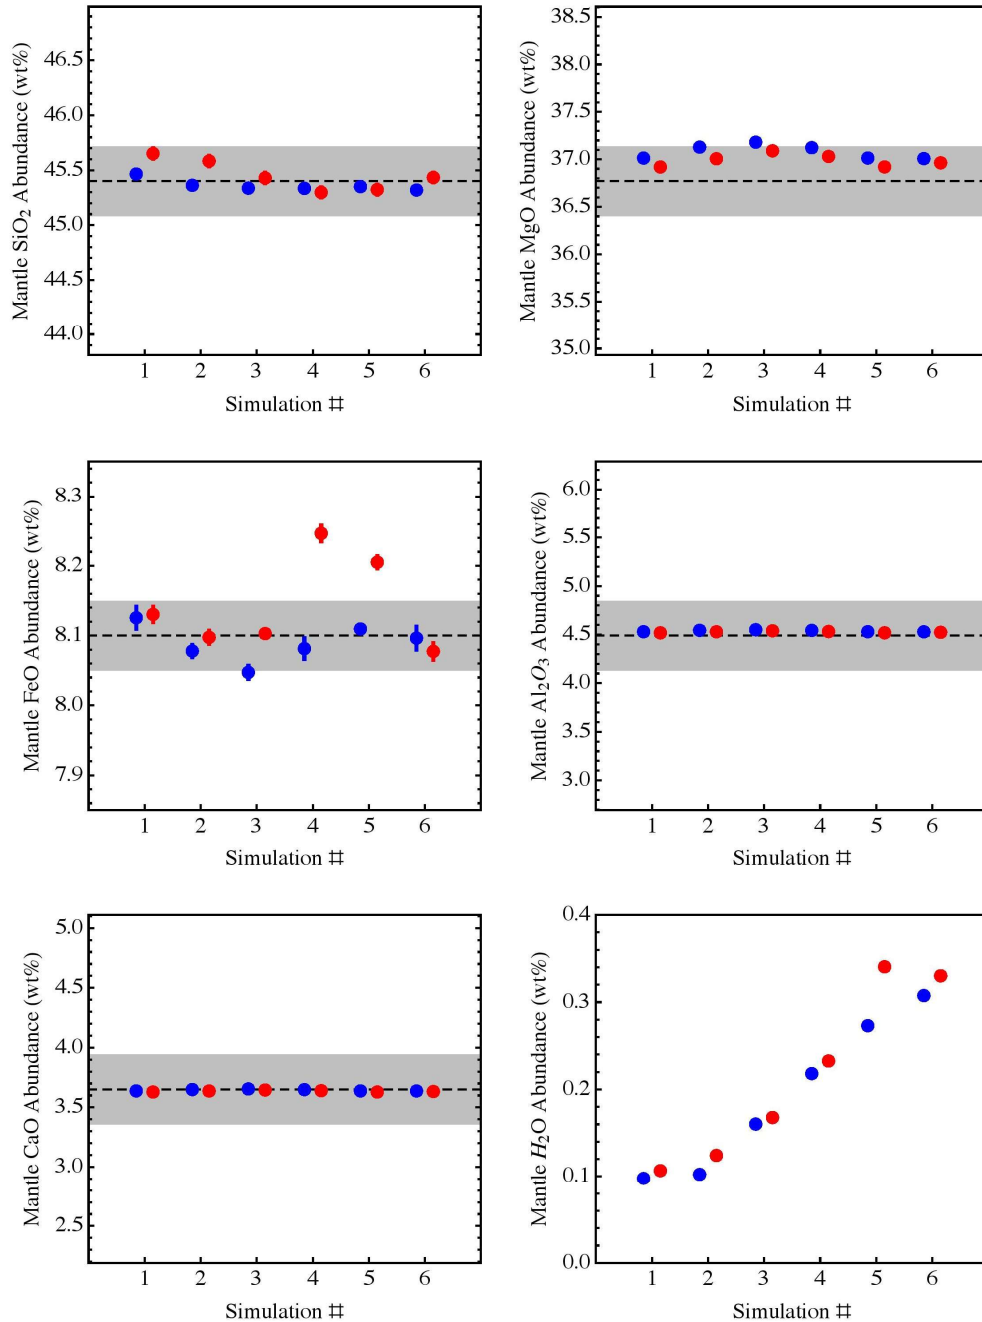 Mantle SiO2 Abundance (wt%)
46.5
46.0
45.5
45.0
44.5
44.0
1 2 3 4 5 6
Simulation #
Mantle MgO Abundance (wt%)
38.5
38.0
37.5
37.0
36.5
36.0
35.5
35.0
1 2 3 4 5 6
Simulation #
Mantle FeO Abundance (wt%)
8.3
8.2
8.1
8.0
7.9
1 2 3 4 5 6
Simulation #
Mantle Al2O3 Abundance (wt%)
6.0
5.5
5.0
4.5
4.0
3.5
3.0
1 2 3 4 5 6
Simulation #
Mantle CaO Abundance (wt%)
5.0
4.5
4.0
3.5
3.0
2.5
1 2 3 4 5 6
Simulation #
Mantle H2O Abundance (wt%)
0.4
0.3
0.2
0.1
0.0
1 2 3 4 5 6
Simulation #